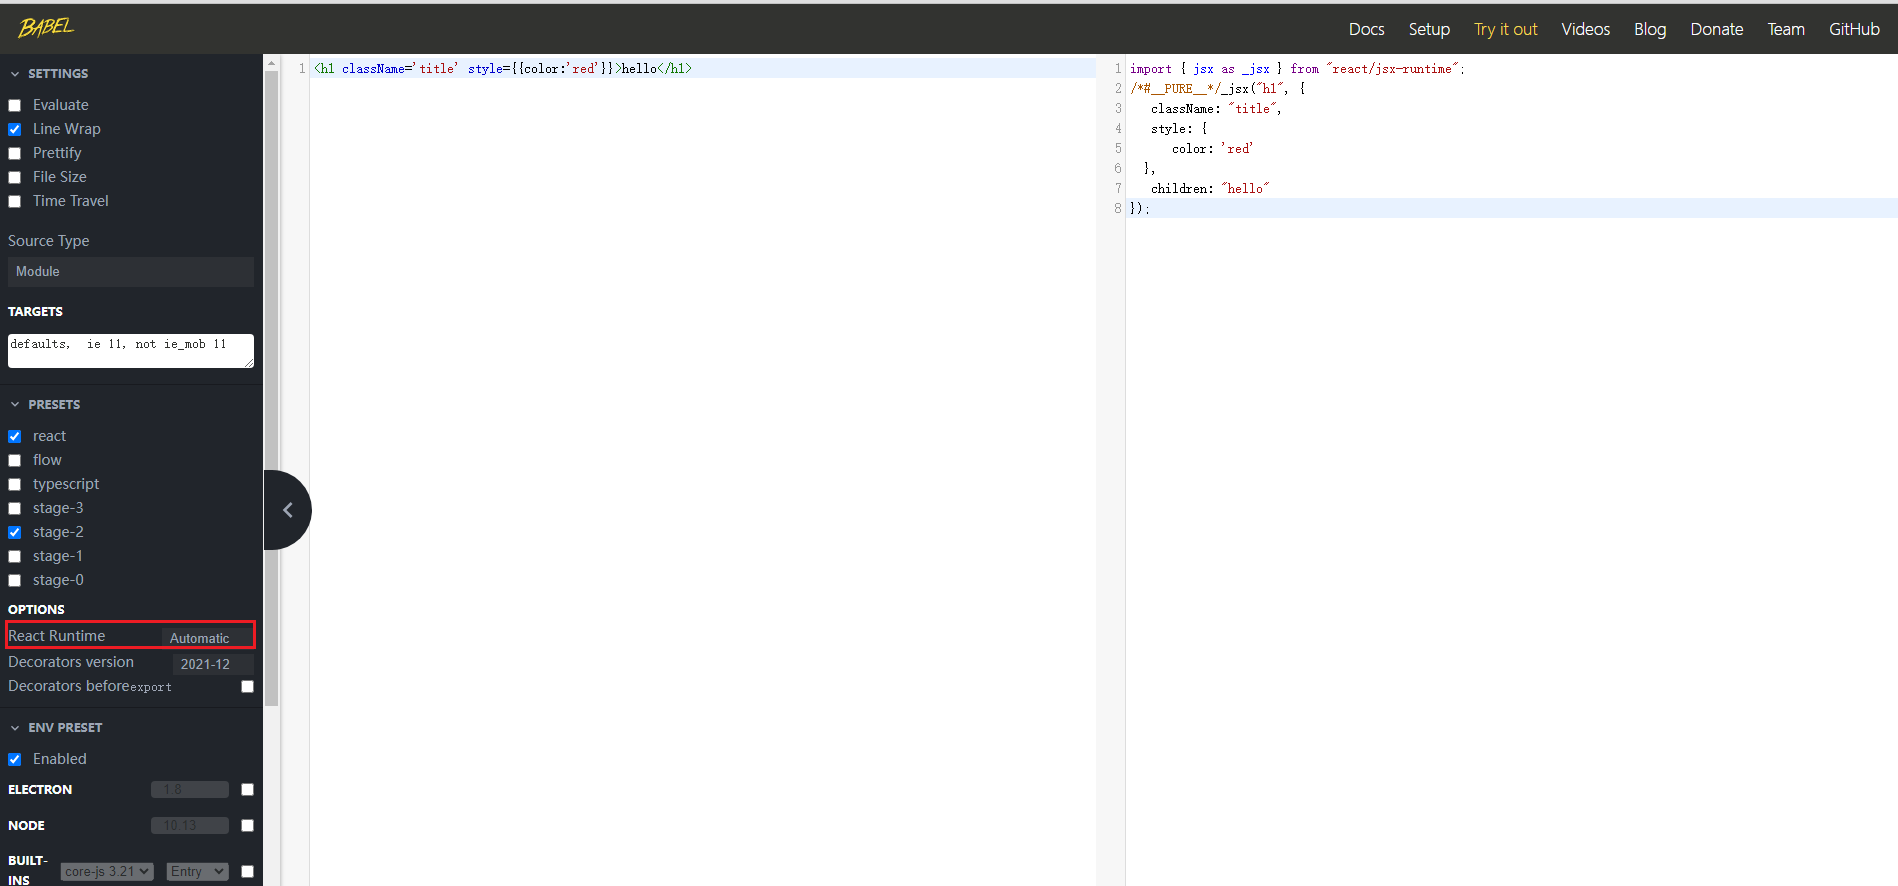 BABEL
Docs Setup Try it out Videos Blog Donate Team GitHub
SETTINGS
Evaluate
Line Wrap
Prettify
File Size
Time Travel
Source Type
Module
TARGETS
defaults, ie 11, not ie_mob 11
PRESETS
react
flow
typescript
stage-3
stage-2
stage-1
stage-0
OPTIONS
React Runtime Automatic
Decorators version 2021-12
Decorators before export
ENV PRESET
Enabled
ELECTRON 1.8
NODE 10.13
BUILT-
INS core-js 3.21 Entry
1 <h1 className='title' style={{color:'red'}}>hello</h1>
1 import { jsx as _jsx } from "react/jsx-runtime";
2 /*#__PURE__*/_jsx("h1", {
3 className: "title",
4 style: {
5 color: 'red'
6 },
7 children: "hello"
8 });